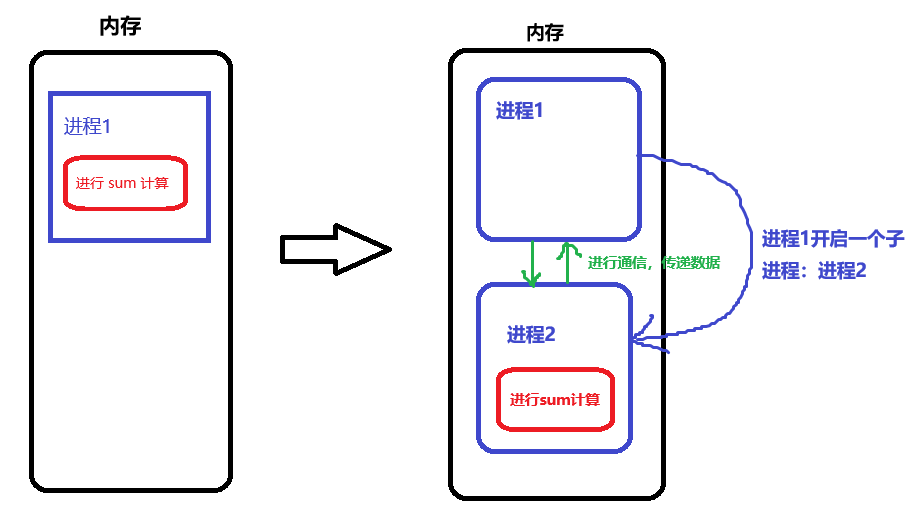 内存
进程1
进行 sum 计算
内存
进程1
进程1开启一个子
进程：进程2
进行通信，传递数据
进程2
进行sum计算